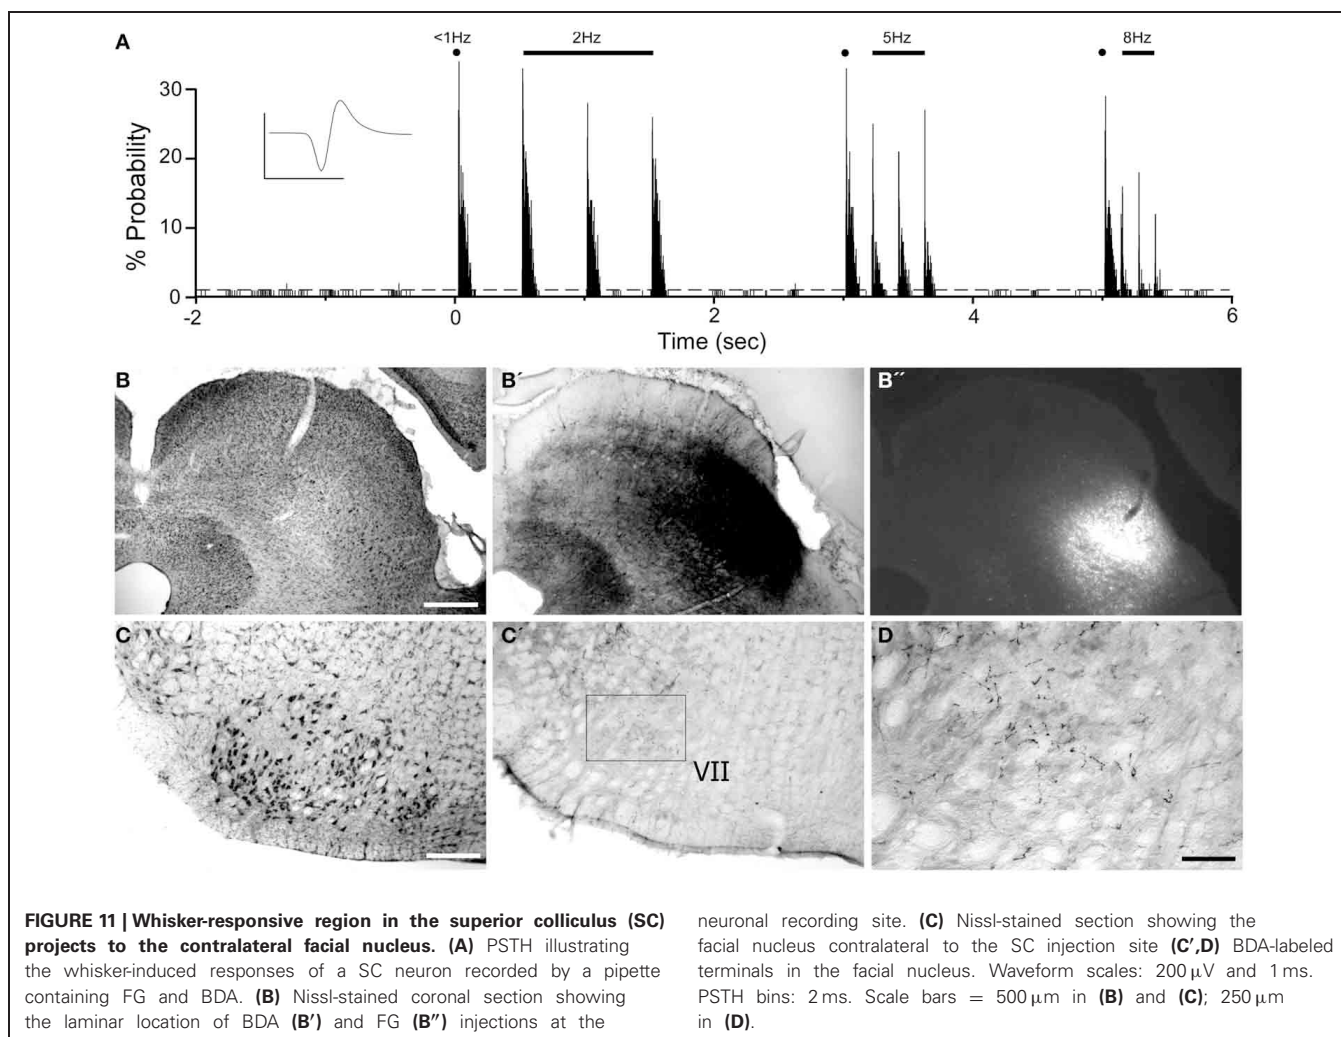 A
<1Hz
2Hz
5Hz
8Hz
% Probability
30
20
10
0
-2
0
2
4
6
Time (sec)
B
B′
B″
C
C′
VII
D
FIGURE 11 | Whisker-responsive region in the superior colliculus (SC)
projects to the contralateral facial nucleus. (A) PSTH illustrating
the whisker-induced responses of a SC neuron recorded by a pipette
containing FG and BDA. (B) Nissl-stained coronal section showing
the laminar location of BDA (B′) and FG (B″) injections at the
neuronal recording site. (C) Nissl-stained section showing the
facial nucleus contralateral to the SC injection site (C′,D) BDA-labeled
terminals in the facial nucleus. Waveform scales: 200 μV and 1 ms.
PSTH bins: 2 ms. Scale bars = 500 μm in (B) and (C); 250 μm
in (D).